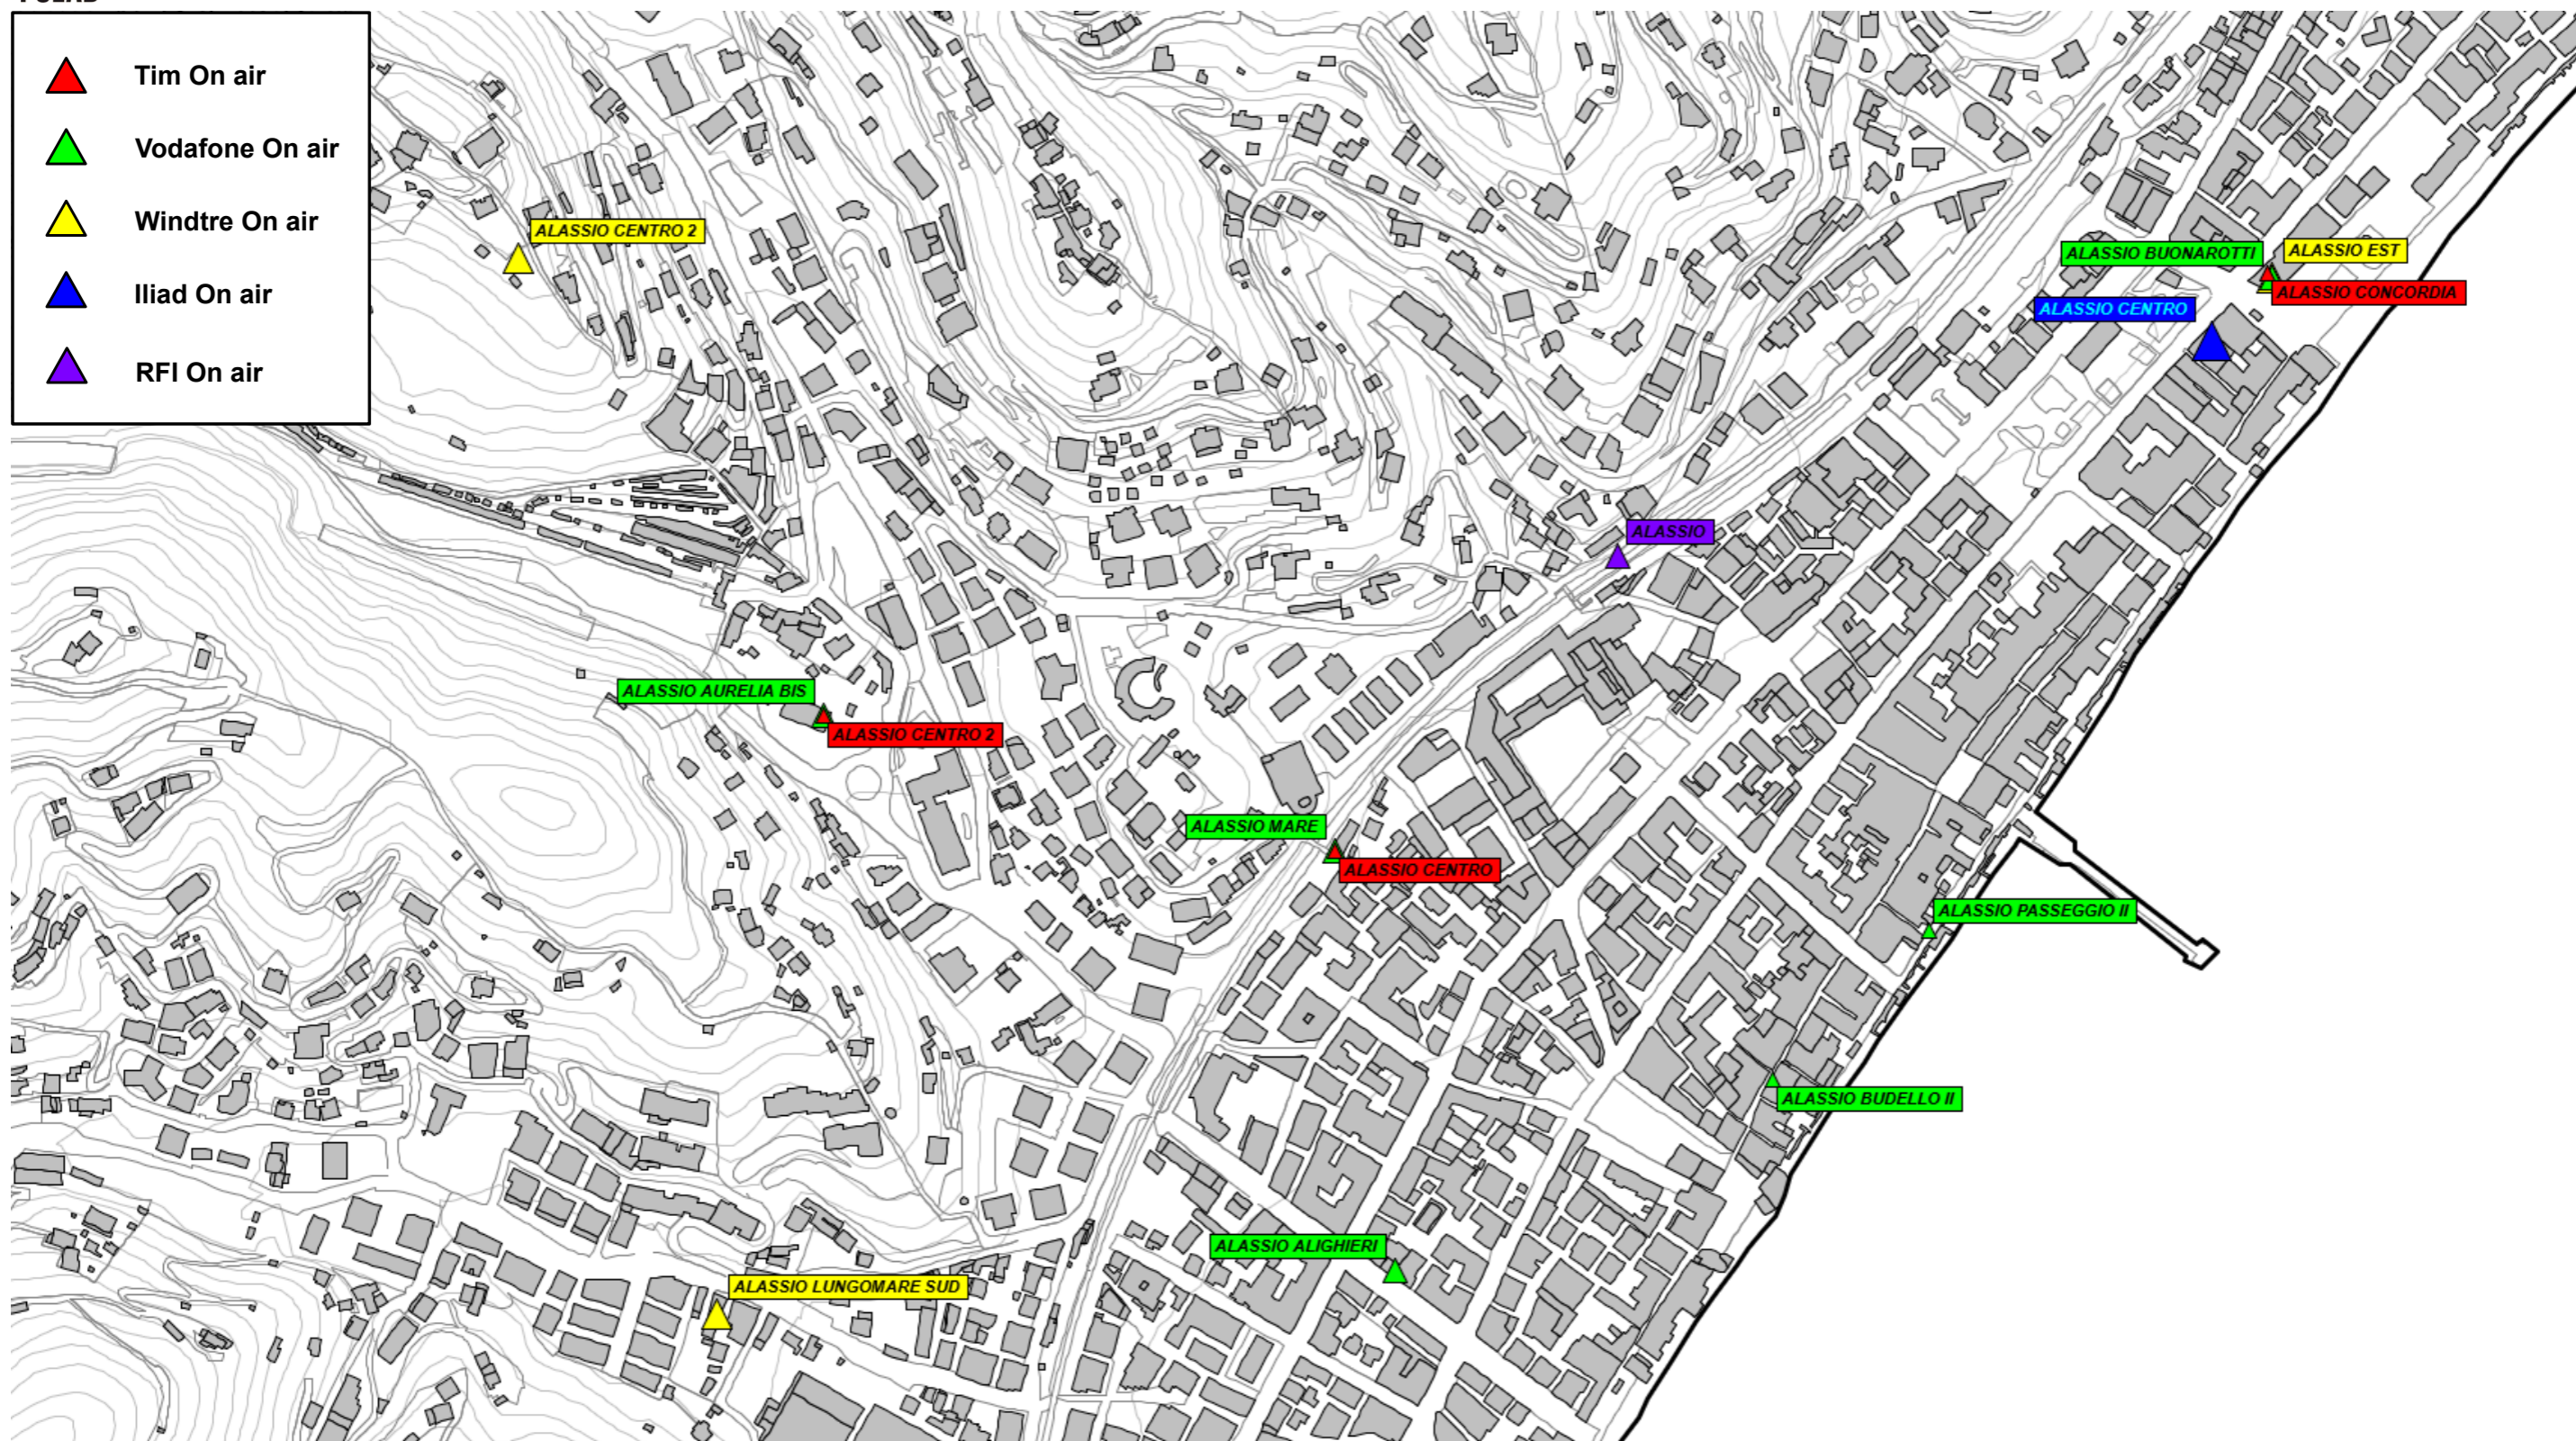 Tim On air
Vodafone On air
Windtre On air
Iliad On air
RFI On air
ALASSIO CENTRO 2
ALASSIO BUONAROTTI
ALASSIO EST
ALASSIO CONCORDIA
ALASSIO CENTRO
ALASSIO
ALASSIO AURELIA BIS
ALASSIO CENTRO 2
ALASSIO MARE
ALASSIO CENTRO
ALASSIO PASSEGGIO II
ALASSIO BUDELLO II
ALASSIO ALIGHIERI
ALASSIO LUNGOMARE SUD